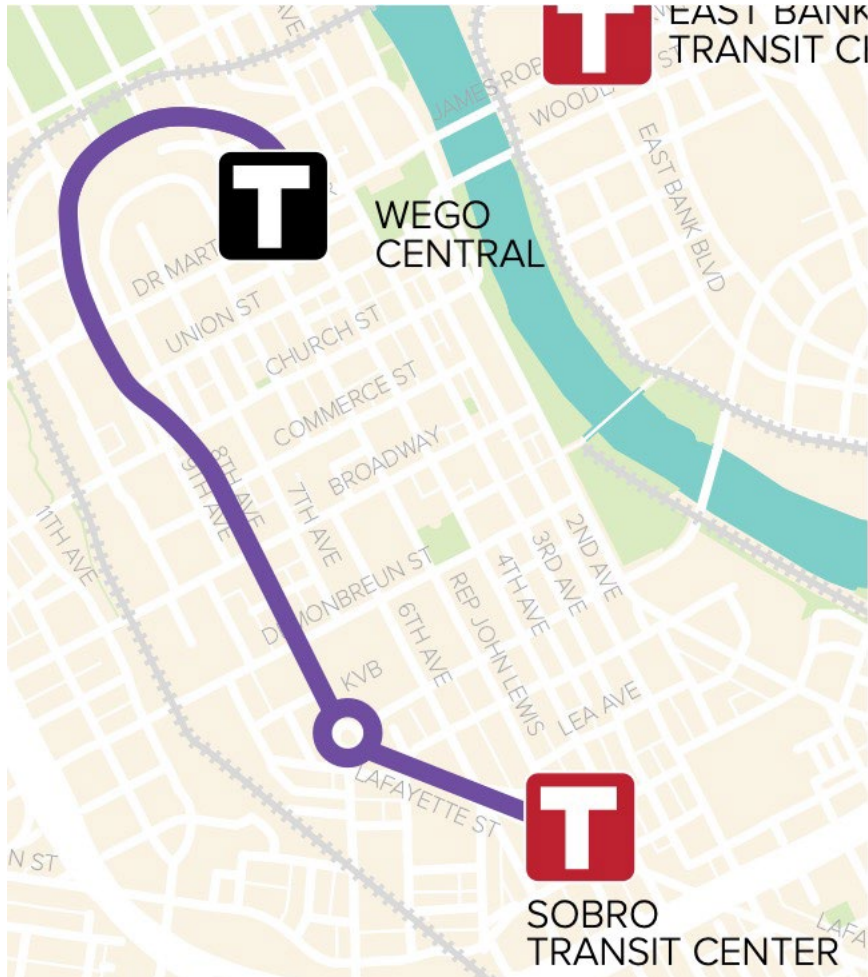 EAST BANK
TRANSIT
T
AVE
JAMES
WOODL
ST
EAST BANK BLVD
T
WEGO
CENTRAL
DR MART
UNION ST
CHURCH ST
COMMERCE ST
BROADWAY
8TH AVE
9TH AVE
7TH AVE
11TH AVE
2ND AVE
3RD AVE
4TH AVE
REP JOHN LEWIS
6TH AVE
KVB
LEA AVE
LAFAYETTE ST
N ST
T
SOBRO
TRANSIT CENTER